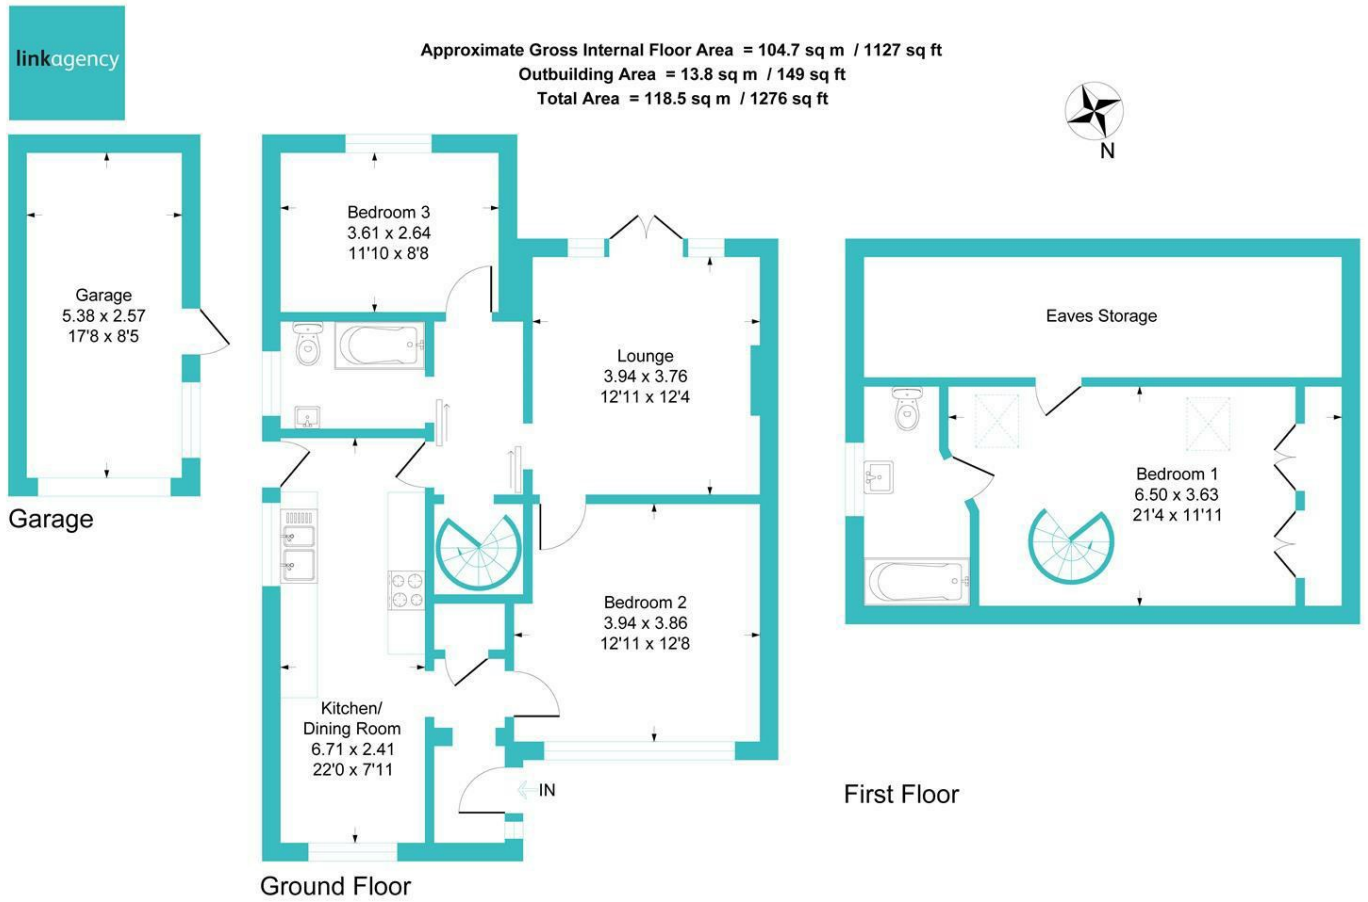 linkagency
Approximate Gross Internal Floor Area = 104.7 sq m / 1127 sq ft
Outbuilding Area = 13.8 sq m / 149 sq ft
Total Area = 118.5 sq m / 1276 sq ft
N
Garage
5.38 x 2.57
17'8 x 8'5
Garage
Bedroom 3
3.61 x 2.64
11'10 x 8'8
Lounge
3.94 x 3.76
12'11 x 12'4
Bedroom 2
3.94 x 3.86
12'11 x 12'8
Kitchen/
Dining Room
6.71 x 2.41
22'0 x 7'11
IN
Ground Floor
Eaves Storage
Bedroom 1
6.50 x 3.63
21'4 x 11'11
First Floor